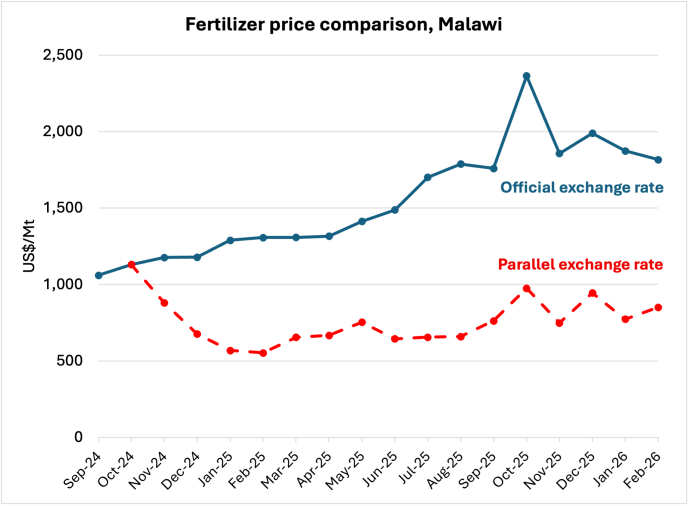 Fertilizer price comparison, Malawi
2,500
2,000
1,500
1,000
500
0
US$/Mt
Official exchange rate
Parallel exchange rate
Sep-24
Oct-24
Nov-24
Dec-24
Jan-25
Feb-25
Mar-25
Apr-25
May-25
Jun-25
Jul-25
Aug-25
Sep-25
Oct-25
Nov-25
Dec-25
Jan-26
Feb-26